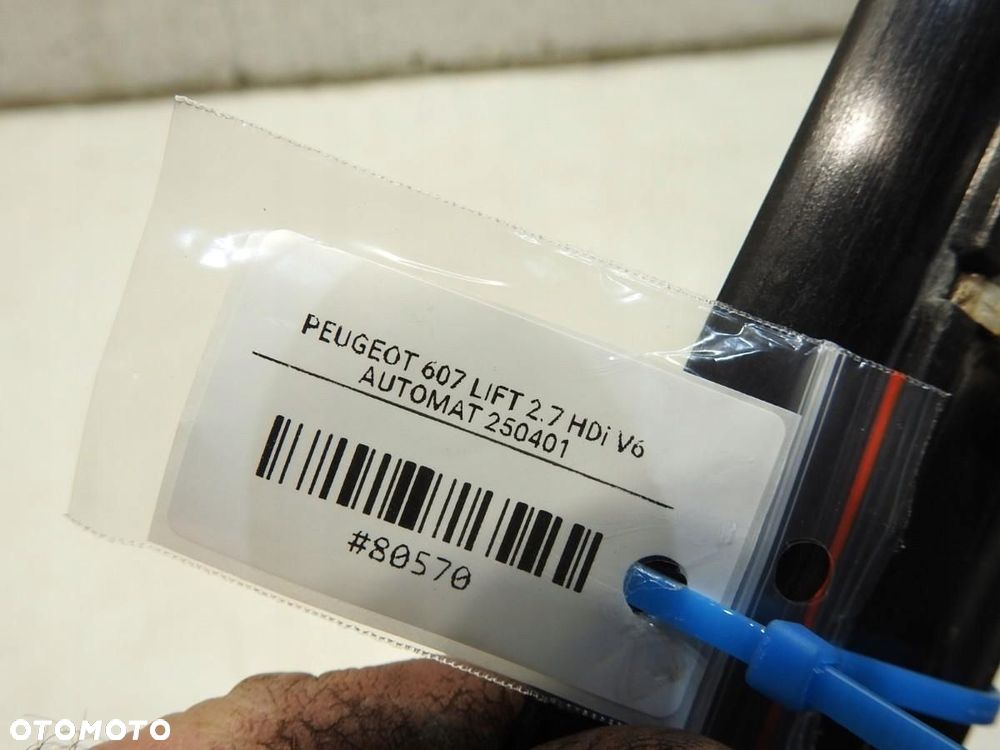 PEUGEOT 607 LIFT 2.7 HDi V6
AUTOMAT 250401
#80570
OTOMOTO